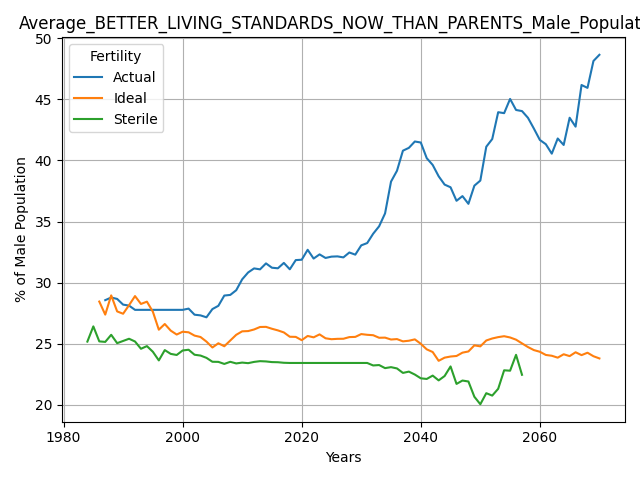 Average_BETTER_LIVING_STANDARDS_NOW_THAN_PARENTS_Male_Populat
Fertility
Actual
Ideal
Sterile
% of Male Population
50
45
40
35
30
25
20
1980
2000
2020
2040
2060
Years